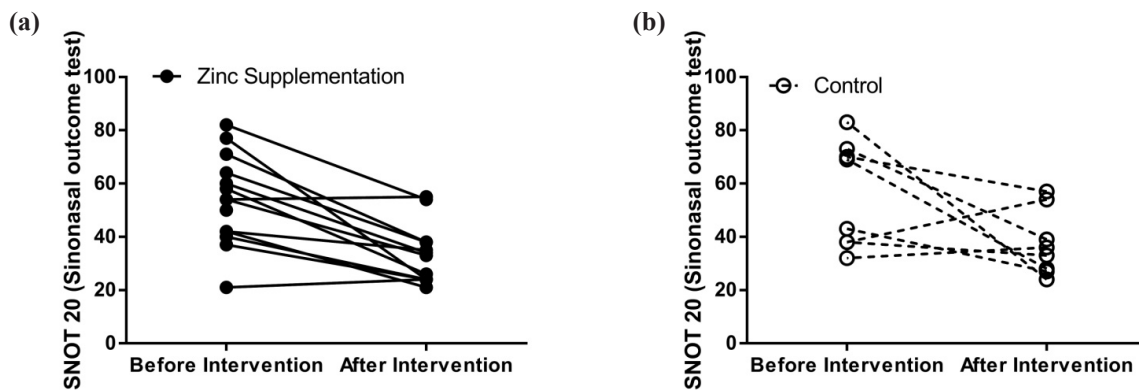 (a)
SNOT 20 (Sinonasal outcome test)
Zinc Supplementation
100
80
60
40
20
0
Before Intervention After Intervention
(b)
SNOT 20 (Sinonasal outcome test)
Control
100
80
60
40
20
0
Before Intervention After Intervention